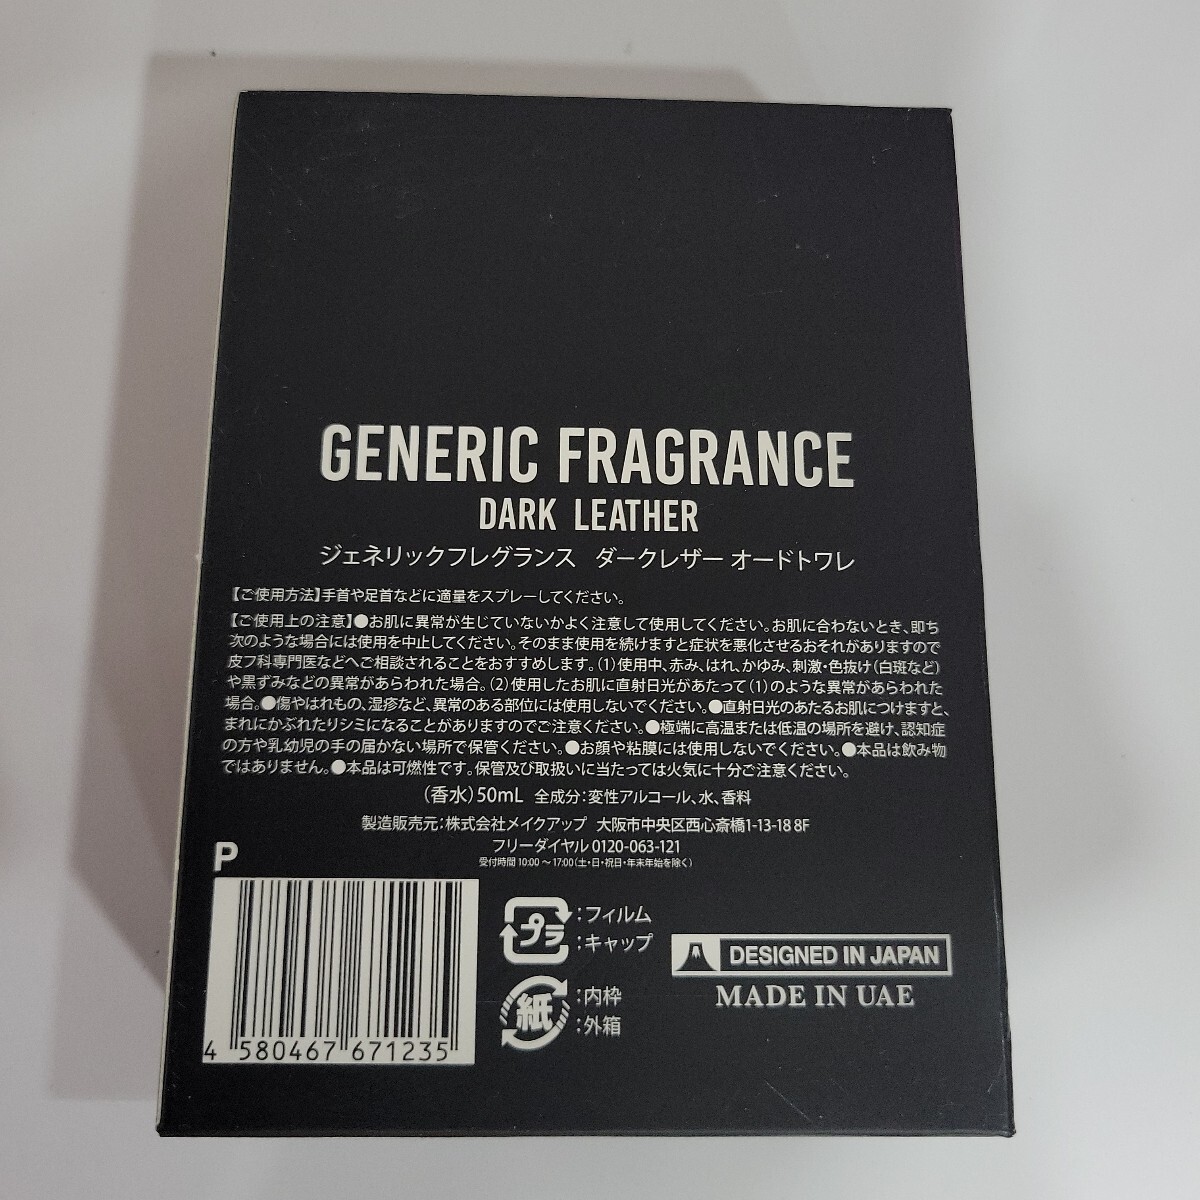 GENERIC FRAGRANCE
DARK LEATHER
ジェネリックフレグランス ダークレザー オードトワレ
【ご使用方法】手首や足首などに適量をスプレーしてください。
【ご使用上の注意】●お肌に異常が生じていないかよく注意して使用してください。お肌に合わないとき、即ち
次のような場合には使用を中止してください。そのまま使用を続けますと症状を悪化させるおそれがありますので
皮フ科専門医などへご相談されることをおすすめします。(1)使用中、赤み、はれ、かゆみ、刺激・色抜け(白斑など)
や黒ずみなどの異常があらわれた場合。(2)使用したお肌に直射日光があたって(1)のような異常があらわれた
場合。●傷やはれもの、湿疹など、異常のある部位には使用しないでください。●直射日光のあたるお肌につけますと、
まれにかぶれたりシミになることがありますのでご注意ください。●極端に高温または低温の場所を避け、認知症
の方や乳幼児の手の届かない場所で保管ください。●お顔や粘膜には使用しないでください。●本品は飲み物
ではありません。●本品は可燃性です。保管及び取扱いに当たっては火気に十分ご注意ください。
(香水)50mL 全成分:変性アルコール、水、香料
製造販売元:株式会社メイクアップ 大阪市中央区西心斎橋1-13-18 8F
フリーダイヤル 0120-063-121
受付時間 10:00～17:00(土・日・祝日・年末年始を除く)
P
4 580467 671235
プラ :フィルム
:キャップ
紙 :内枠
:外箱
DESIGNED IN JAPAN
MADE IN UAE